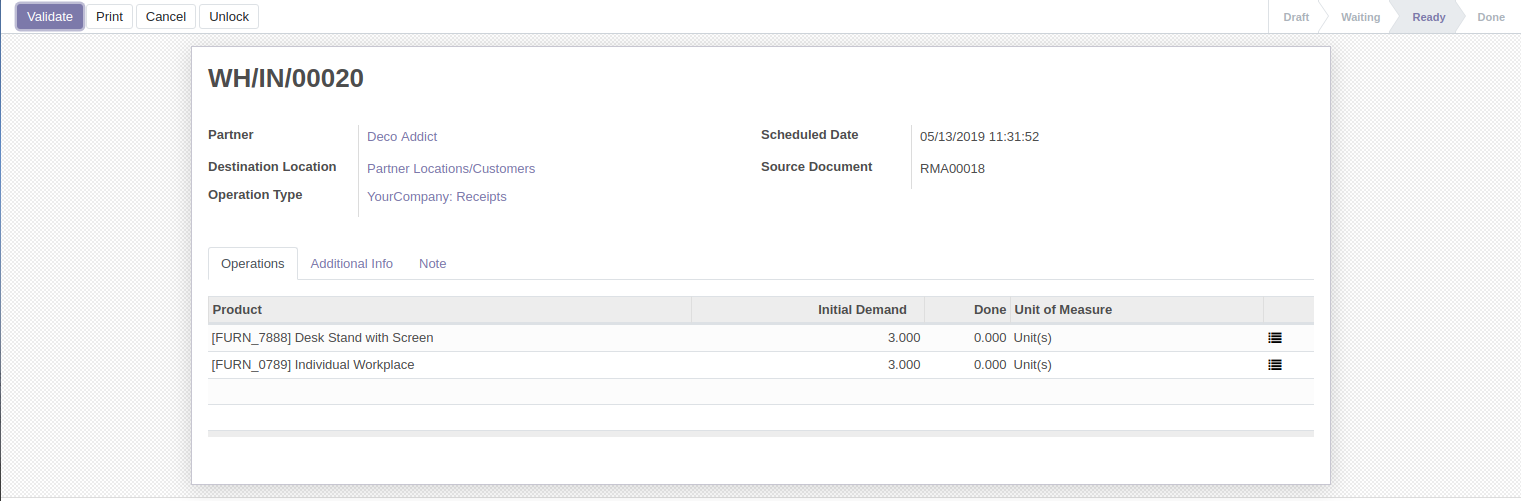 Validate Print Cancel Unlock Draft Waiting Ready Done
WH/IN/00020
Partner Deco Addict Scheduled Date 05/13/2019 11:31:52
Destination Location Partner Locations/Customers Source Document RMA00018
Operation Type YourCompany: Receipts
Operations Additional Info Note
Product Initial Demand Done Unit of Measure
[FURN_7888] Desk Stand with Screen 3.000 0.000 Unit(s)
[FURN_0789] Individual Workplace 3.000 0.000 Unit(s)